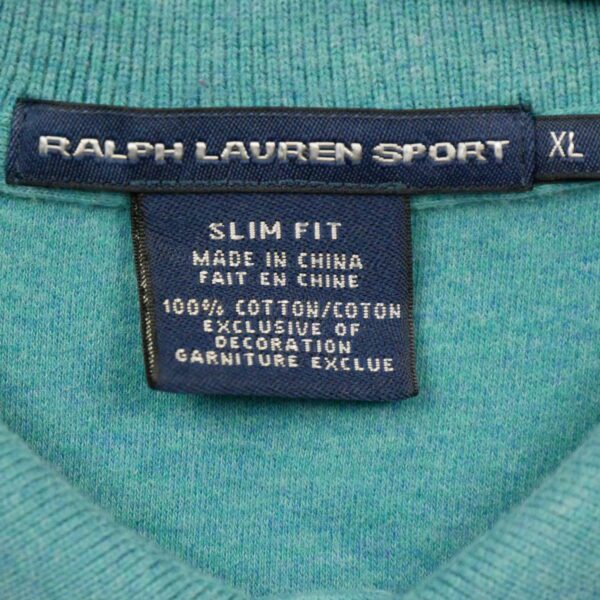 RALPH LAUREN SPORT
XL
SLIM FIT
MADE IN CHINA
FAIT EN CHINE
100% COTTON/COTON
EXCLUSIVE OF
DECORATION
GARNITURE EXCLUE